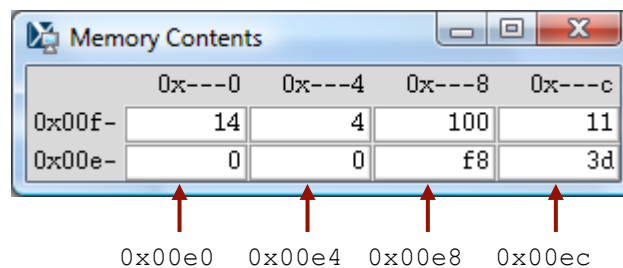 Memory Contents
0x---0 0x---4 0x---8 0x---c
0x00f- 14 4 100 11
0x00e- 0 0 f8 3d
0x00e0 0x00e4 0x00e8 0x00ec